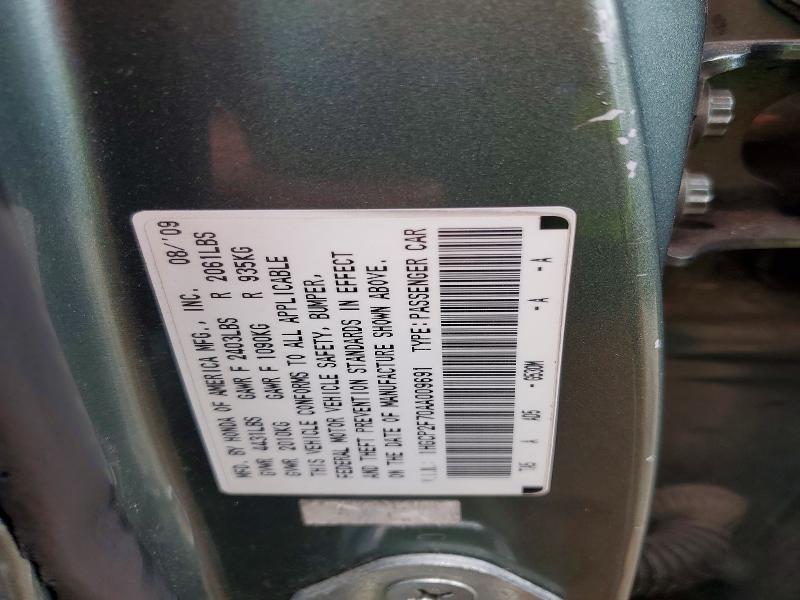 MFD. BY HONDA OF AMERICA MFG., INC. 08/'09
GVWR 4431LBS GAWR F 2403LBS R 2061LBS
GVWR 2010KG GAWR F 1090KG R 935KG
THIS VEHICLE CONFORMS TO ALL APPLICABLE
FEDERAL MOTOR VEHICLE SAFETY, BUMPER,
AND THEFT PREVENTION STANDARDS IN EFFECT
ON THE DATE OF MANUFACTURE SHOWN ABOVE.
V.I.N.: 1HGCP2F70AA009691 TYPE:PASSENGER CAR
A A05 - G530M - A - A